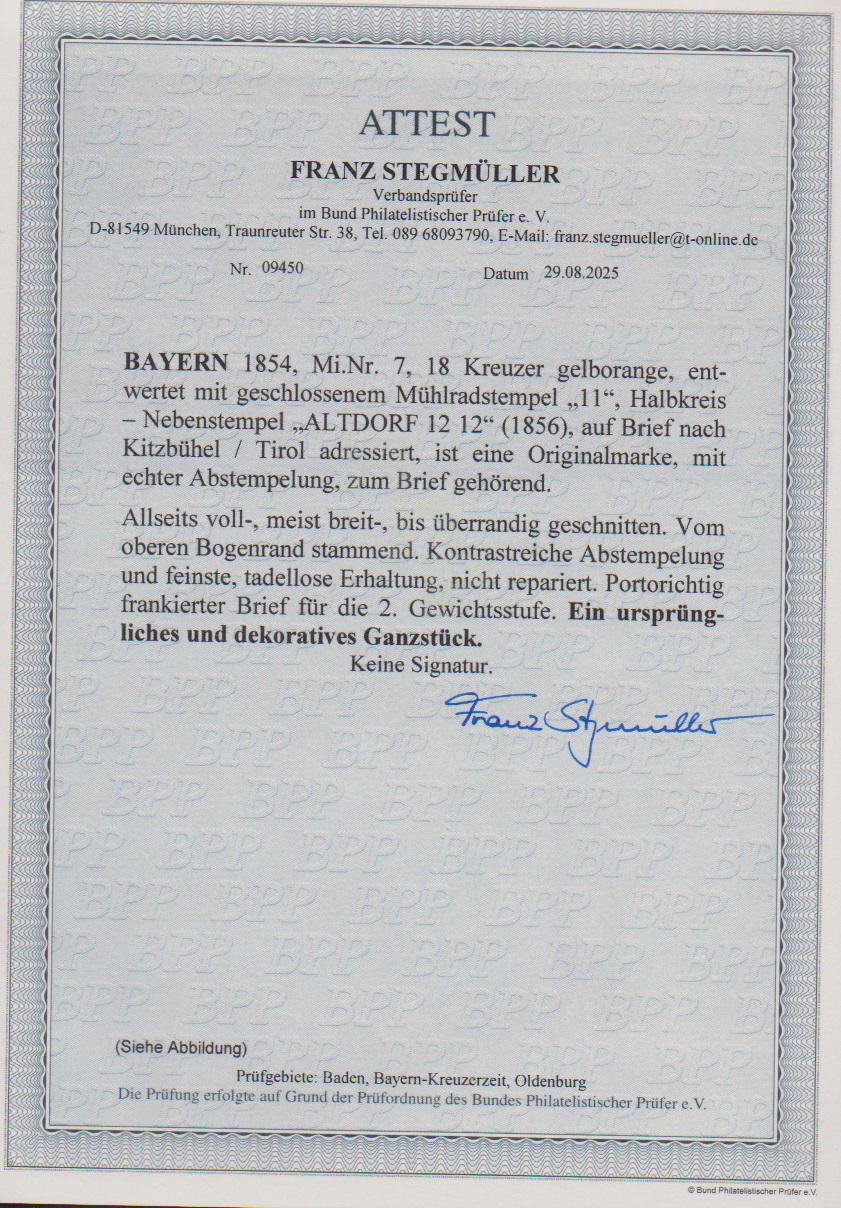 ATTEST
FRANZ STEGMÜLLER
Verbandsprüfer
im Bund Philatelistischer Prüfer e. V.
D-81549 München, Traunreuter Str. 38, Tel. 089 68093790, E-Mail: franz.stegmueller@t-online.de
Nr. 09450 Datum 29.08.2025
BAYERN 1854, Mi.Nr. 7, 18 Kreuzer gelborange, ent-
wertet mit geschlossenem Mühlradstempel „11“, Halbkreis
– Nebenstempel „ALTDORF 12 12“ (1856), auf Brief nach
Kitzbühel / Tirol adressiert, ist eine Originalmarke, mit
echter Abstempelung, zum Brief gehörend.
Allseits voll-, meist breit-, bis überrandig geschnitten. Vom
oberen Bogenrand stammend. Kontrastreiche Abstempelung
und feinste, tadellose Erhaltung, nicht repariert. Portorichtig
frankierter Brief für die 2. Gewichtsstufe. Ein ursprüng-
liches und dekoratives Ganzstück.
Keine Signatur.
Franz Stegmüller
(Siehe Abbildung)
Prüfgebiete: Baden, Bayern-Kreuzerzeit, Oldenburg
Die Prüfung erfolgte auf Grund der Prüfordnung des Bundes Philatelistischer Prüfer e.V.
© Bund Philatelistischer Prüfer e.V.